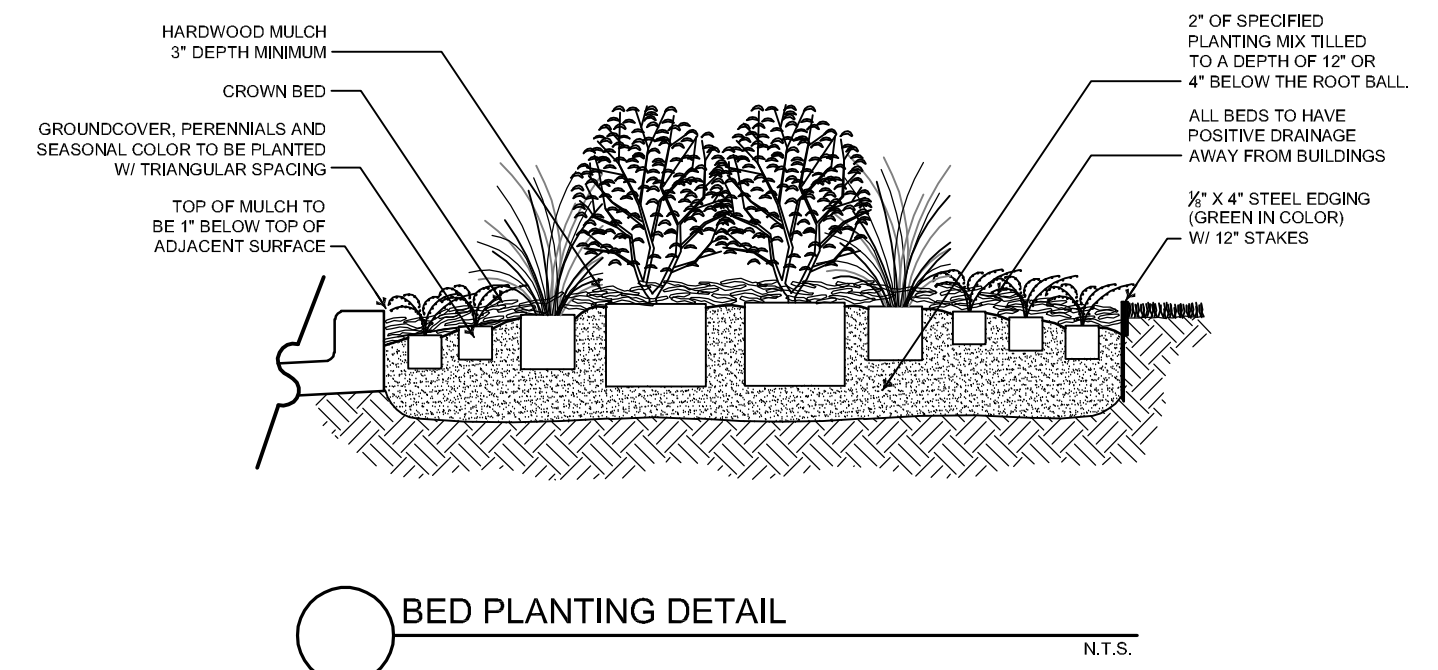 HARDWOOD MULCH
3" DEPTH MINIMUM
CROWN BED
GROUNDCOVER, PERENNIALS AND
SEASONAL COLOR TO BE PLANTED
W/ TRIANGULAR SPACING
TOP OF MULCH TO
BE 1" BELOW TOP OF
ADJACENT SURFACE
2" OF SPECIFIED
PLANTING MIX TILLED
TO A DEPTH OF 12" OR
4" BELOW THE ROOT BALL.
ALL BEDS TO HAVE
POSITIVE DRAINAGE
AWAY FROM BUILDINGS
⅛" X 4" STEEL EDGING
(GREEN IN COLOR)
W/ 12" STAKES
BED PLANTING DETAIL
N.T.S.